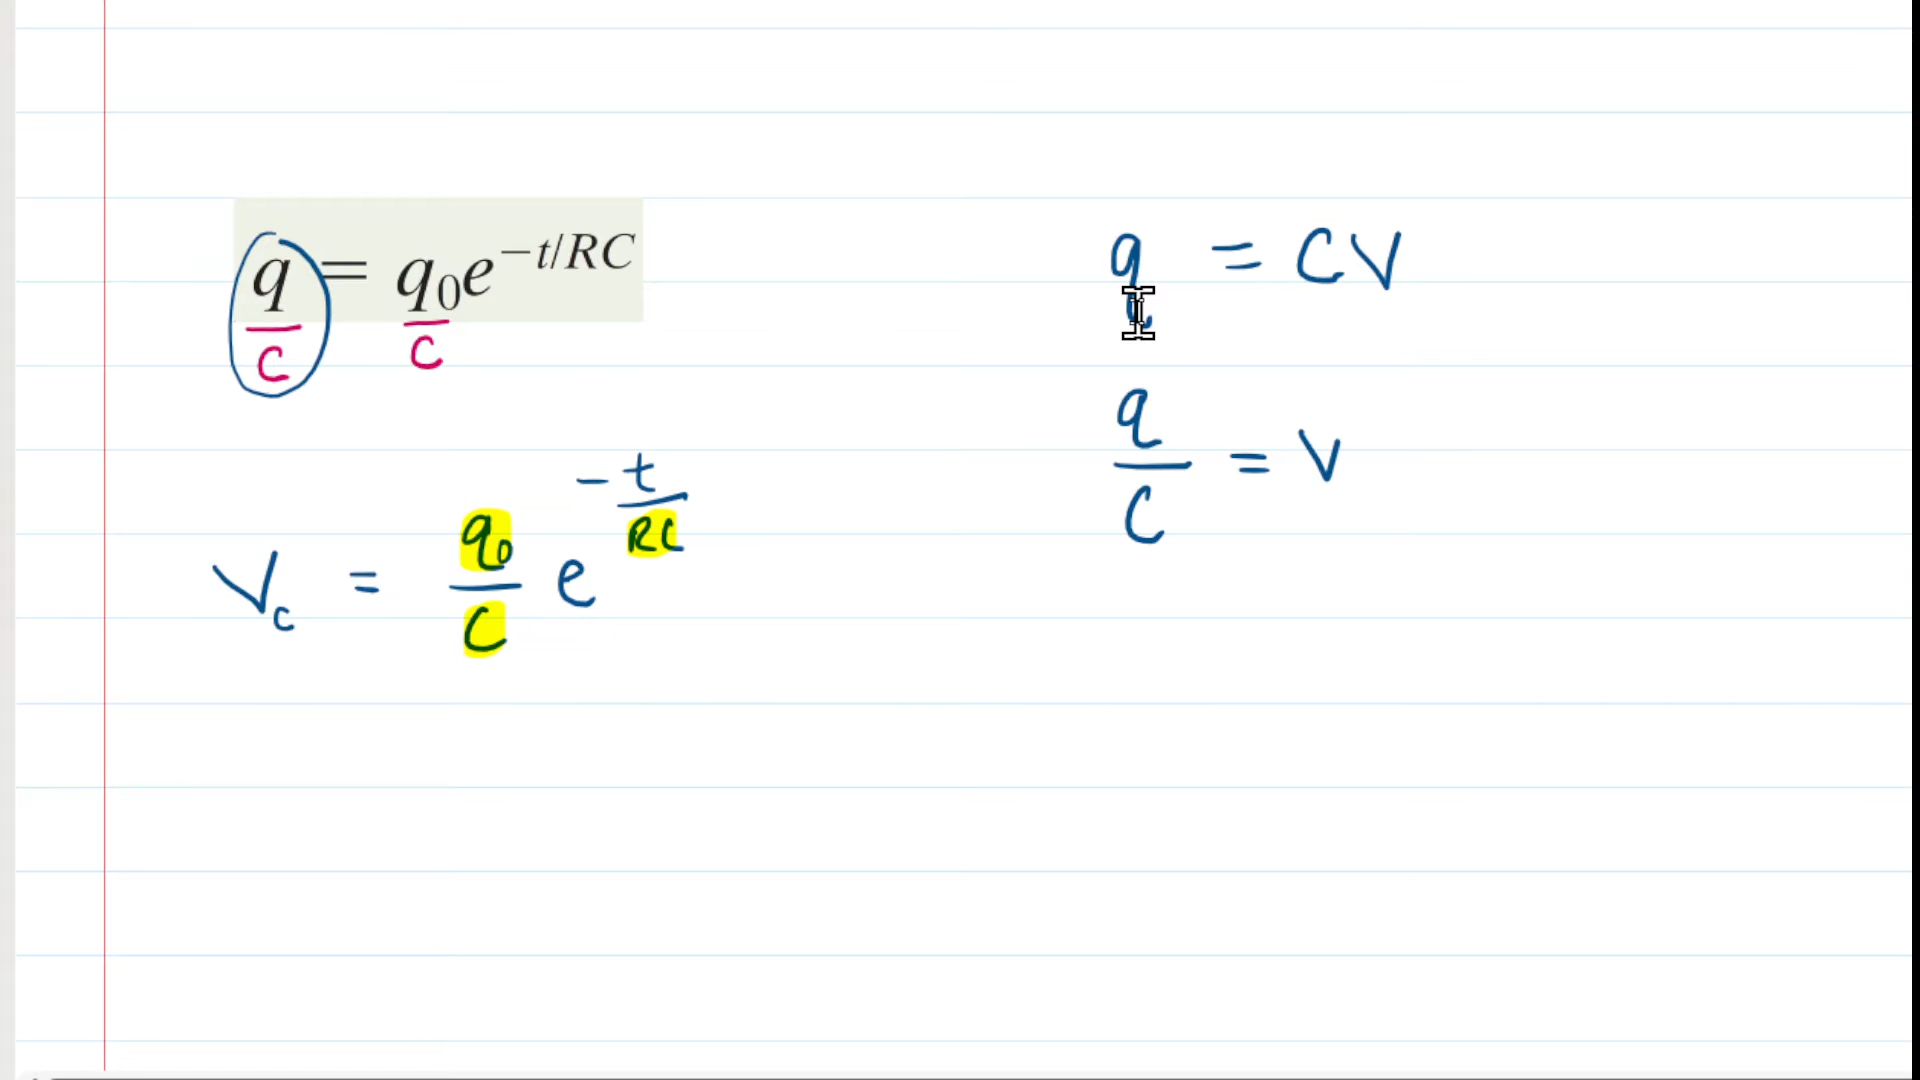 q = q₀e^{−t/RC}
c c
V_c = q₀/C e^{−t/RC}
q = CV
q/C = V